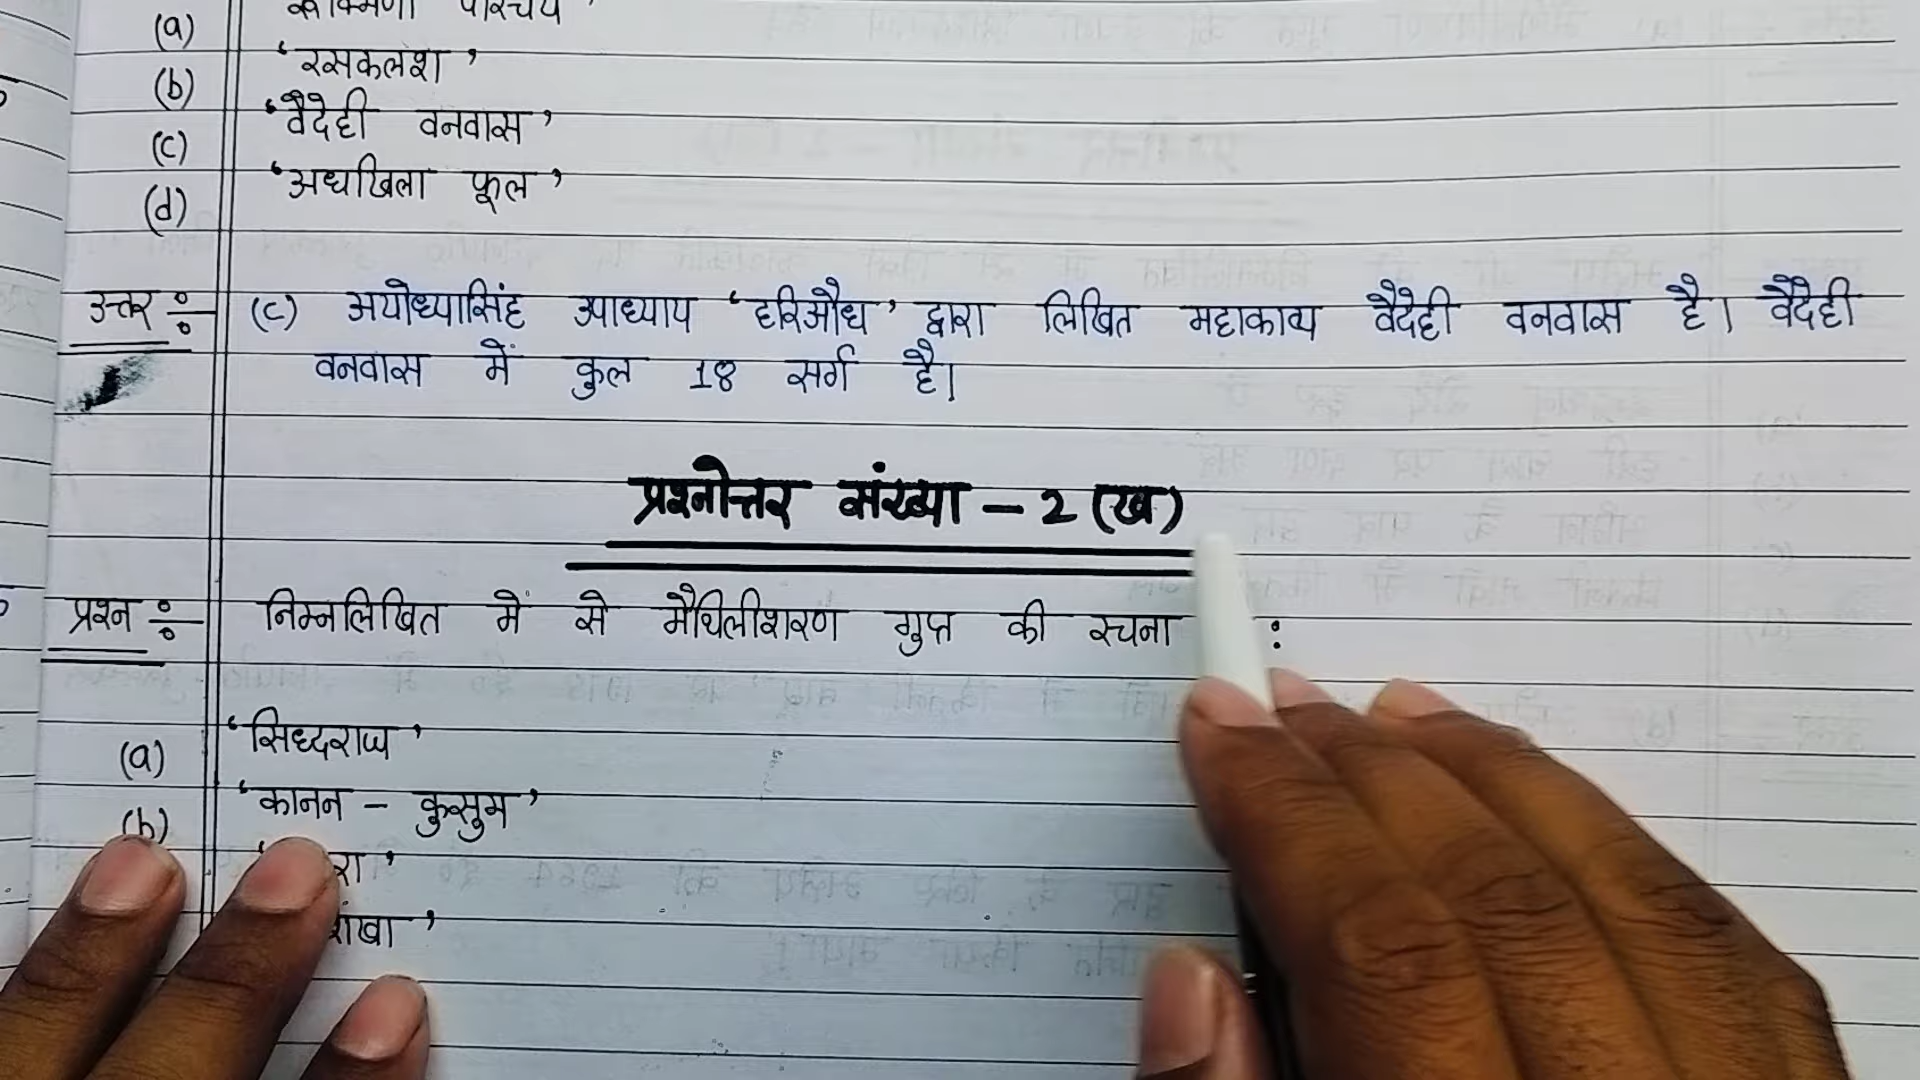 (a) 
(b) ‘रसकलश’
(c) ‘वैदेही वनवास’
(d) ‘अधखिला फूल’
उत्तर ÷ (c) अयोध्यासिंह उपाध्याय ‘हरिऔध’ द्वारा लिखित महाकाव्य वैदेही वनवास है। वैदेही
वनवास में कुल 18 सर्ग है।
प्रश्नोत्तर संख्या – 2 (ख)
प्रश्न ÷ निम्नलिखित में से मैथिलीशरण गुप्त की रचना :
(a) ‘सिध्दराज’
(b) ‘कानन – कुसुम’